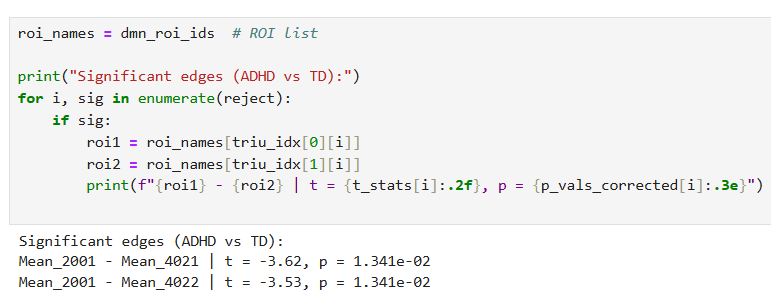 roi_names = dmn_roi_ids  # ROI list
print("Significant edges (ADHD vs TD):")
for i, sig in enumerate(reject):
    if sig:
        roi1 = roi_names[triu_idx[0][i]]
        roi2 = roi_names[triu_idx[1][i]]
        print(f"{roi1} - {roi2} | t = {t_stats[i]:.2f}, p = {p_vals_corrected[i]:.3e}")
Significant edges (ADHD vs TD):
Mean_2001 - Mean_4021 | t = -3.62, p = 1.341e-02
Mean_2001 - Mean_4022 | t = -3.53, p = 1.341e-02